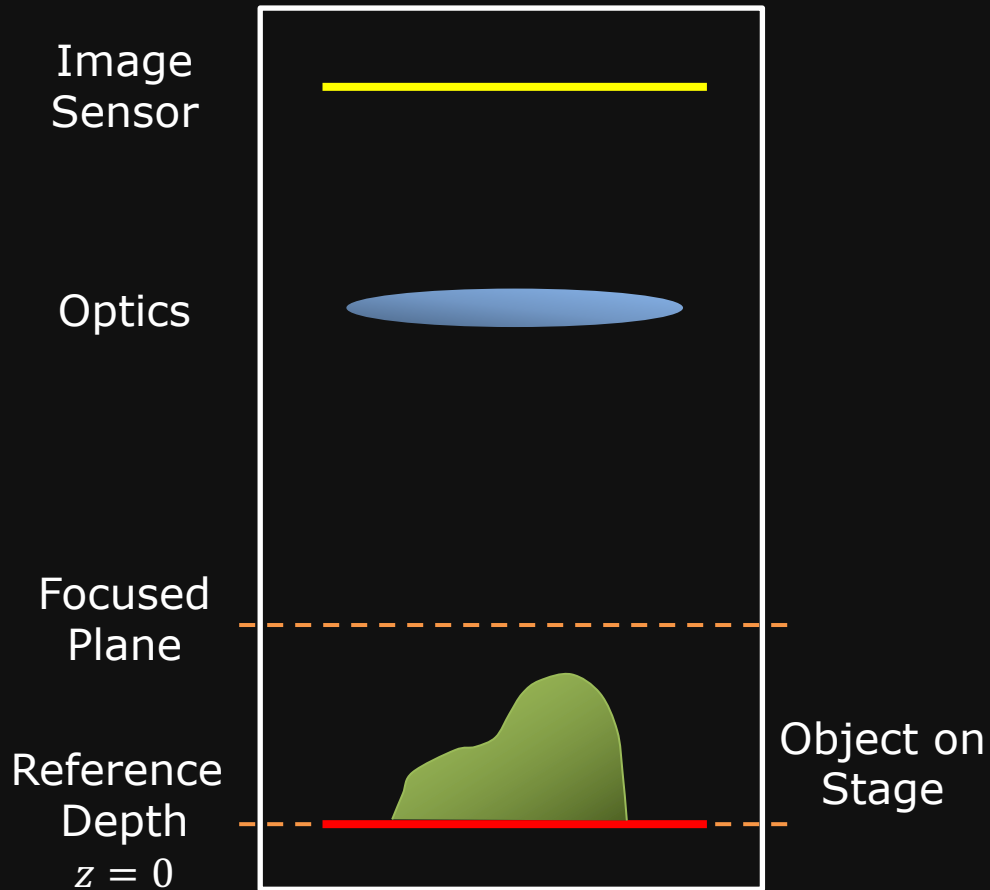 Image
Sensor
Optics
Focused
Plane
Object on
Stage
Reference
Depth
z = 0